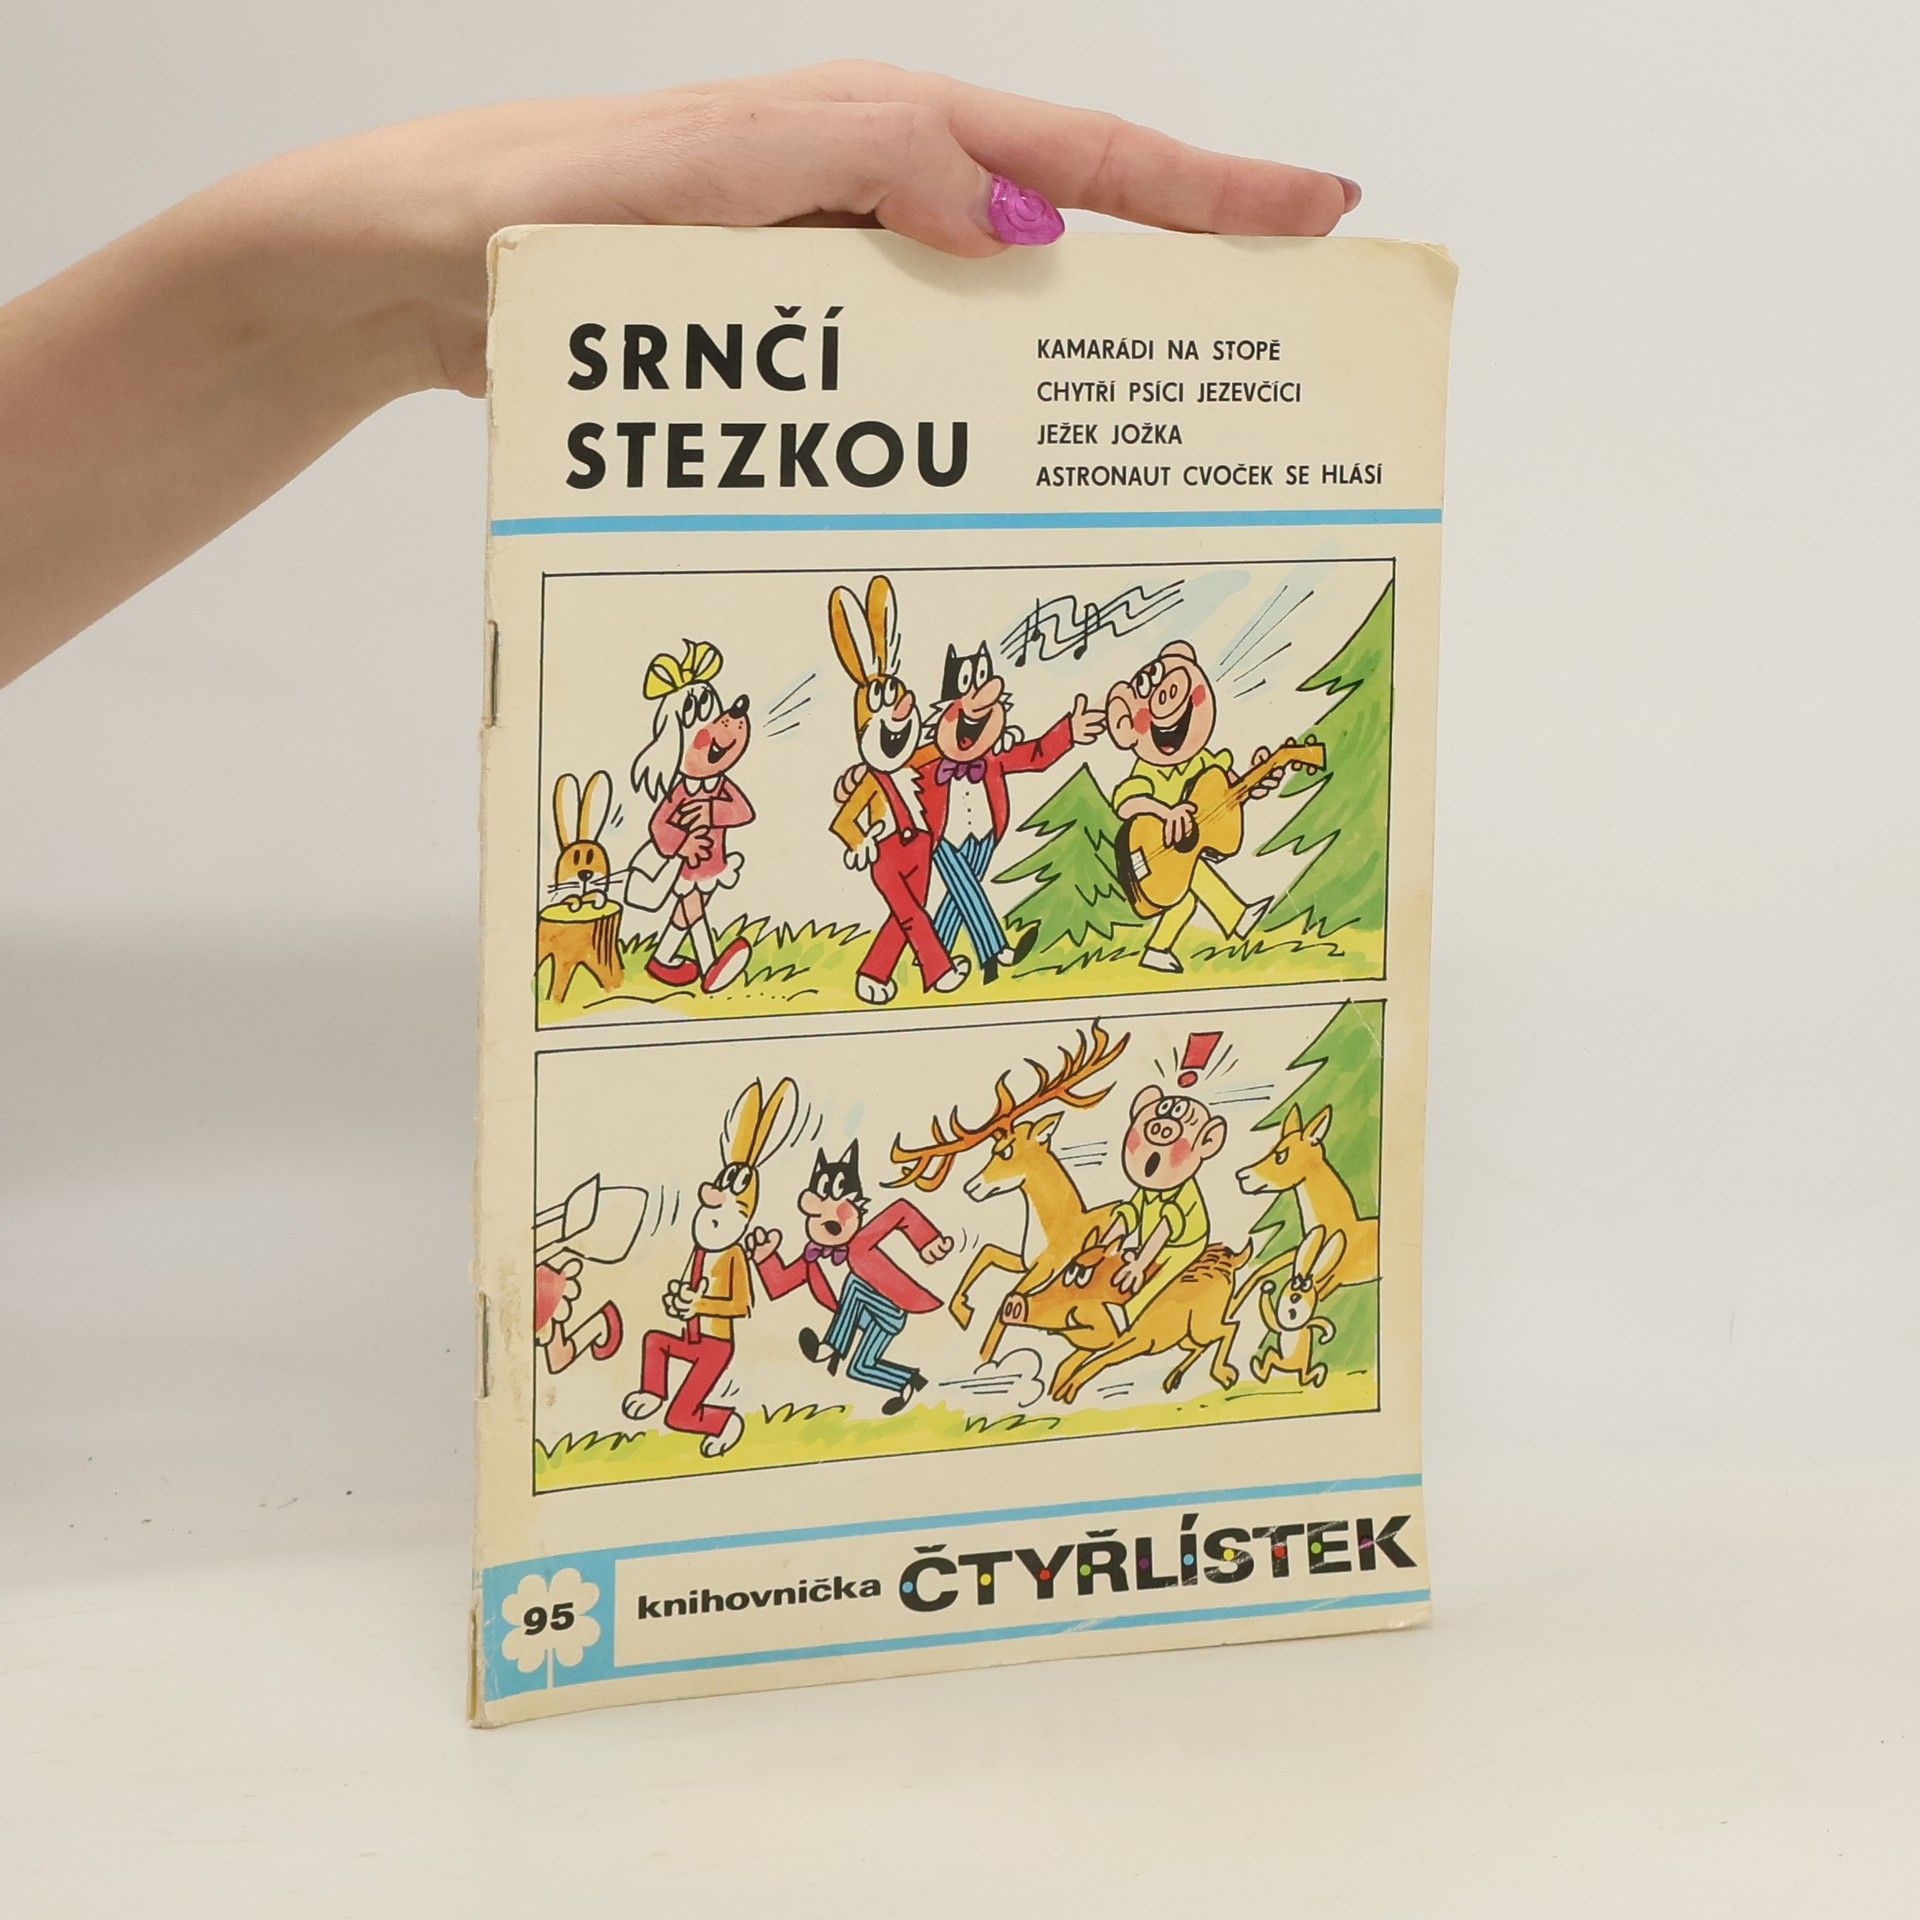 SRNČÍ
STEZKOU
KAMARÁDI NA STOPĚ
CHYTŘÍ PSÍCI JEZEVČÍCI
JEŽEK JOŽKA
ASTRONAUT CVOČEK SE HLÁSÍ
95
knihovnička ČTYŘLÍSTEK